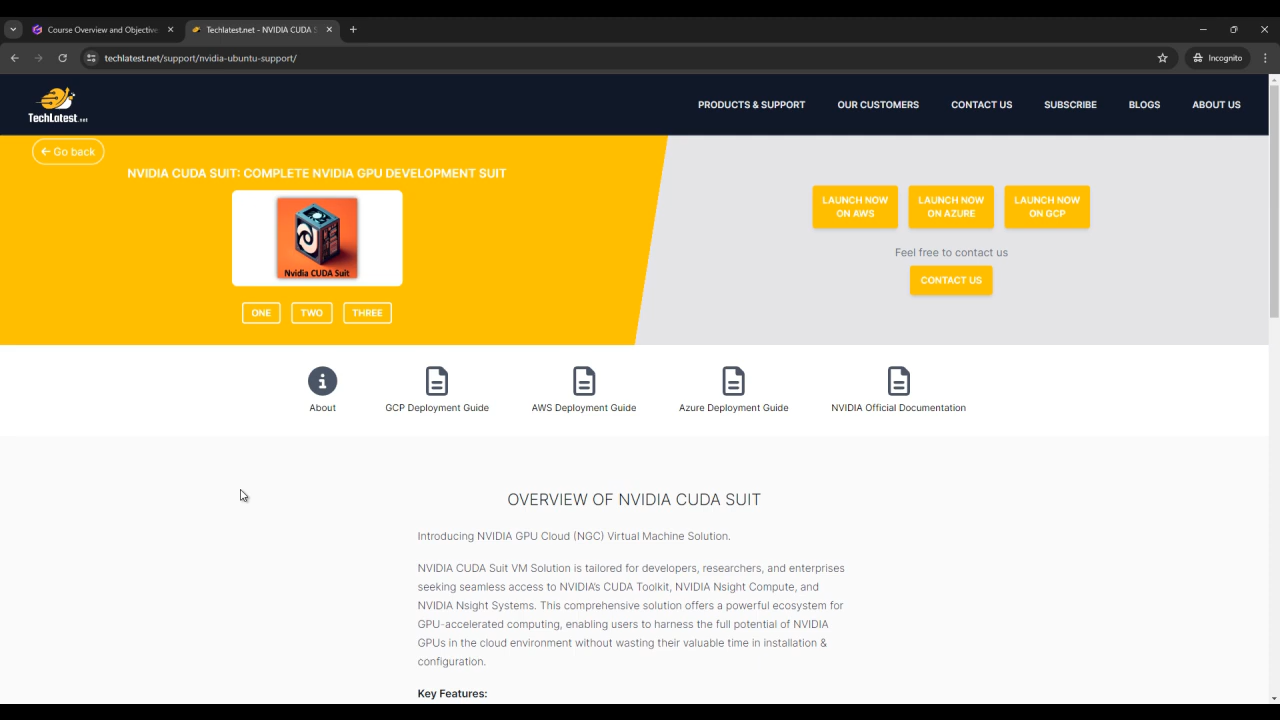 Course Overview and Objective
Techlatest.net - NVIDIA CUDA S
techlatest.net/support/nvidia-ubuntu-support/
Incognito
TechLatest.net
PRODUCTS & SUPPORT
OUR CUSTOMERS
CONTACT US
SUBSCRIBE
BLOGS
ABOUT US
← Go back
NVIDIA CUDA SUIT: COMPLETE NVIDIA GPU DEVELOPMENT SUIT
Nvidia CUDA Suit
ONE
TWO
THREE
LAUNCH NOW
ON AWS
LAUNCH NOW
ON AZURE
LAUNCH NOW
ON GCP
Feel free to contact us
CONTACT US
About
GCP Deployment Guide
AWS Deployment Guide
Azure Deployment Guide
NVIDIA Official Documentation
OVERVIEW OF NVIDIA CUDA SUIT
Introducing NVIDIA GPU Cloud (NGC) Virtual Machine Solution.
NVIDIA CUDA Suit VM Solution is tailored for developers, researchers, and enterprises
seeking seamless access to NVIDIA's CUDA Toolkit, NVIDIA Nsight Compute, and
NVIDIA Nsight Systems. This comprehensive solution offers a powerful ecosystem for
GPU-accelerated computing, enabling users to harness the full potential of NVIDIA
GPUs in the cloud environment without wasting their valuable time in installation &
configuration.
Key Features: